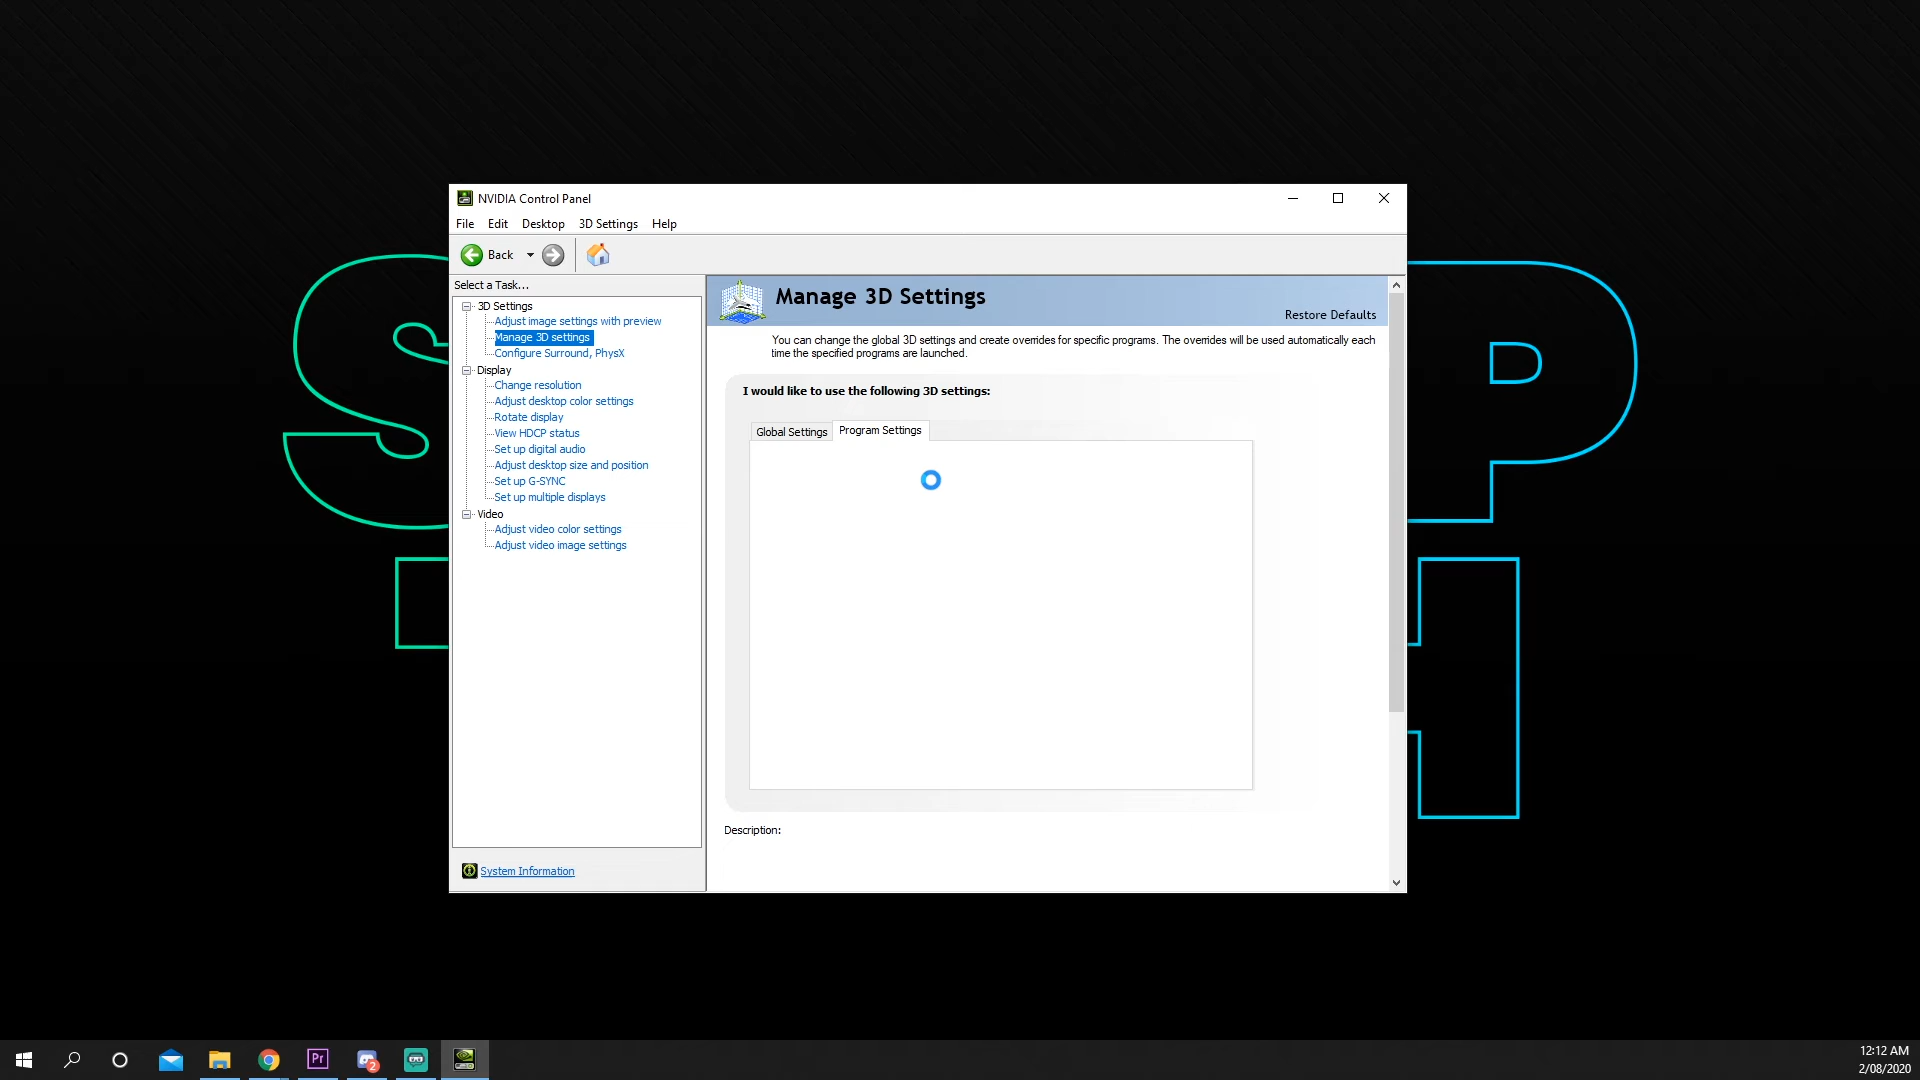 NVIDIA Control Panel
File Edit Desktop 3D Settings Help
Back
Select a Task...
3D Settings
Adjust image settings with preview
Manage 3D settings
Configure Surround, PhysX
Display
Change resolution
Adjust desktop color settings
Rotate display
View HDCP status
Set up digital audio
Adjust desktop size and position
Set up G-SYNC
Set up multiple displays
Video
Adjust video color settings
Adjust video image settings
System Information
Manage 3D Settings
Restore Defaults
You can change the global 3D settings and create overrides for specific programs. The overrides will be used automatically each
time the specified programs are launched.
I would like to use the following 3D settings:
Global Settings Program Settings
Description:
S
P
Pr
2
12:12 AM
2/08/2020